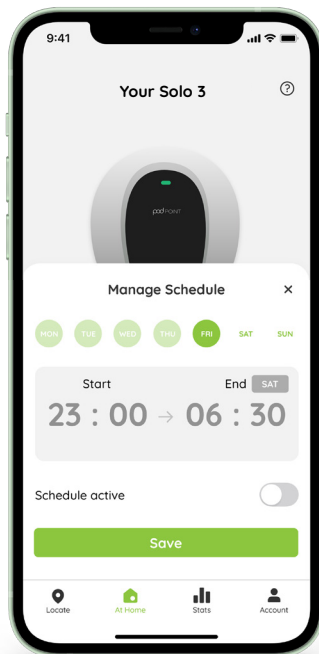 9:41
Your Solo 3
?
pod POINT
Manage Schedule
MON TUE WED THU FRI SAT SUN
Start End SAT
23 : 00 → 06 : 30
Schedule active
Save
Locate At Home Stats Account